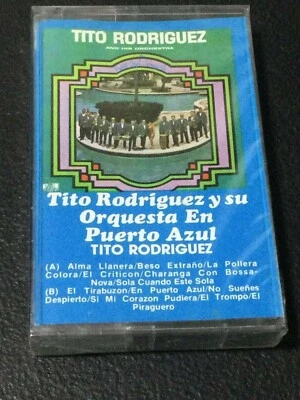 TITO RODRIGUEZ
AND HIS ORCHESTRA
Tito Rodriguez y su
Orquesta En
Puerto Azul
TITO RODRIGUEZ
(A) Alma Llanera/Beso Extraño/La Pollera
Colora/El Criticon/Charanga Con Bossa-
Nova/Sola Cuando Este Sola
(B) El Tirabuzon/En Puerto Azul/No Sueñes
Despierto/Si Mi Corazon Pudiera/El Trompo/El
Piraguero